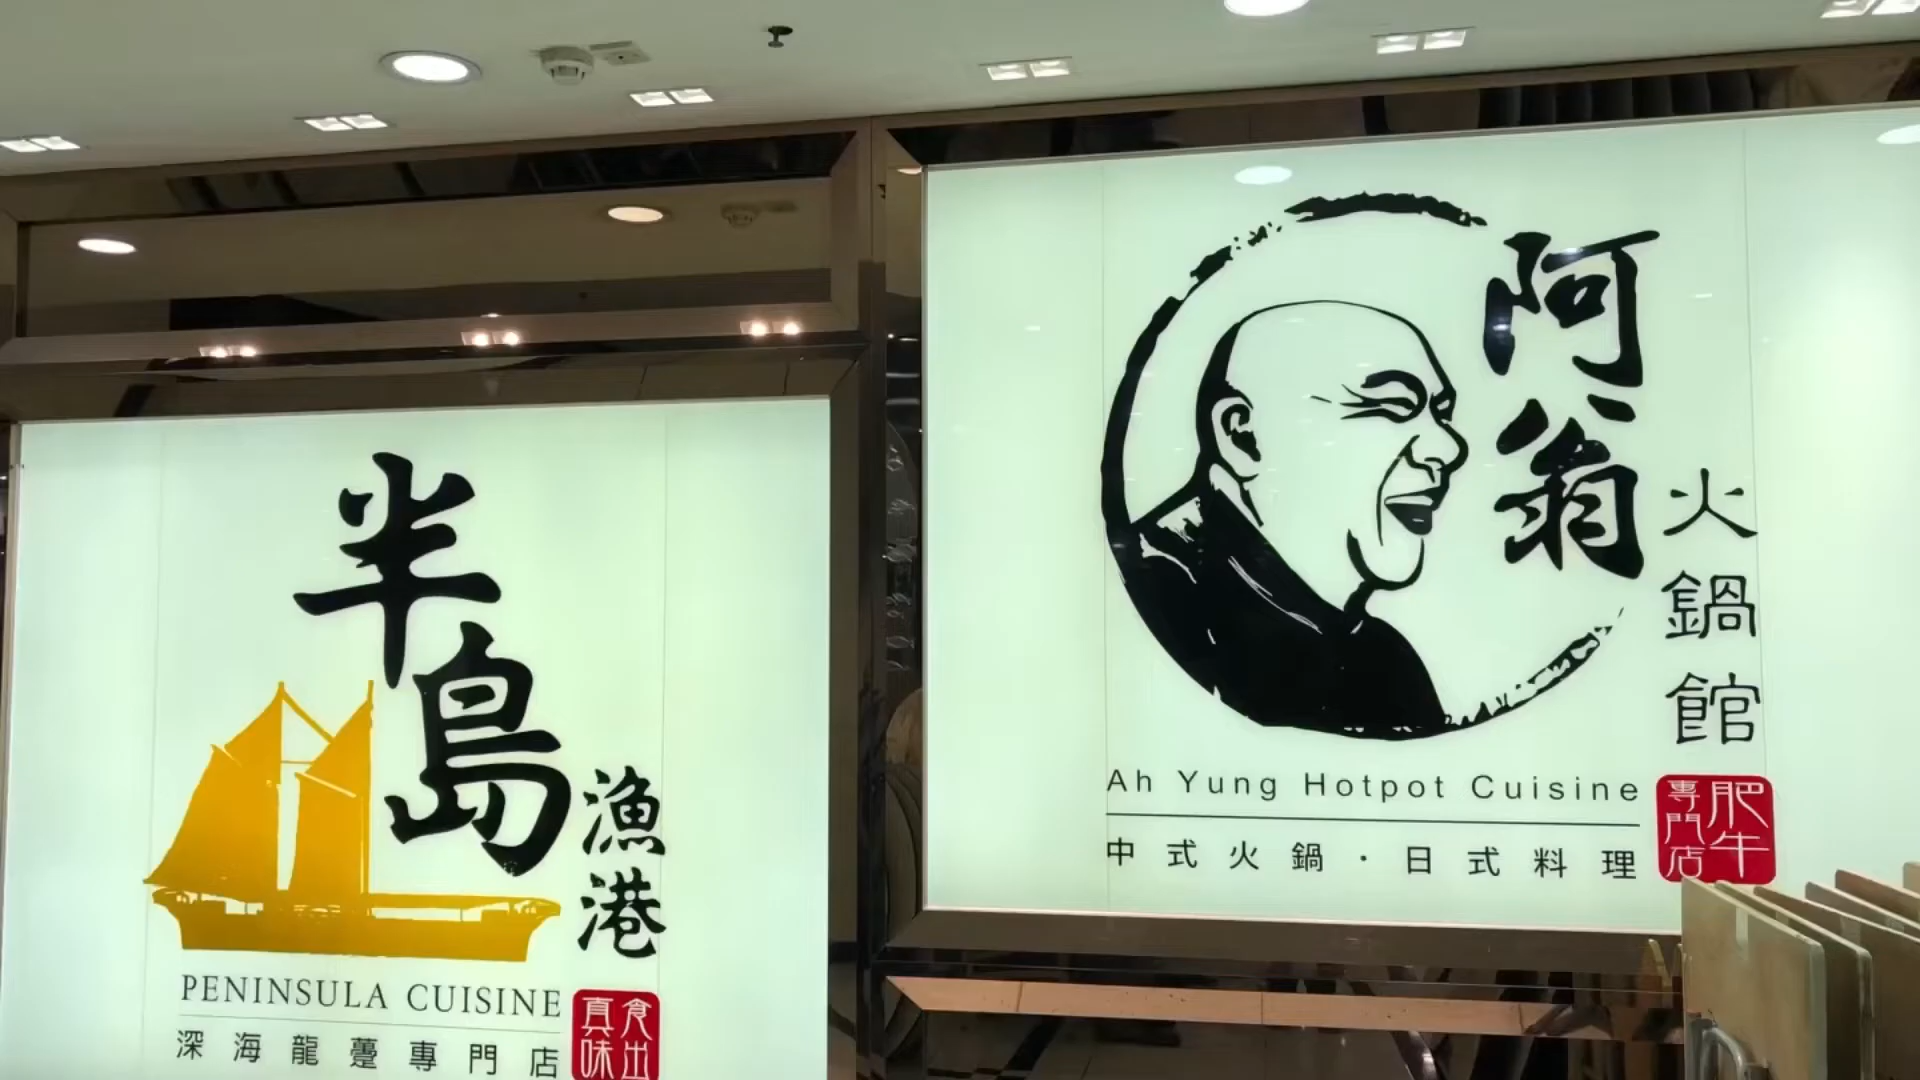 半島
漁港
PENINSULA CUISINE
深海龍躉專門店
食出
真味
阿翁
火鍋館
Ah Yung Hotpot Cuisine
中式火鍋·日式料理
肥牛
專門店